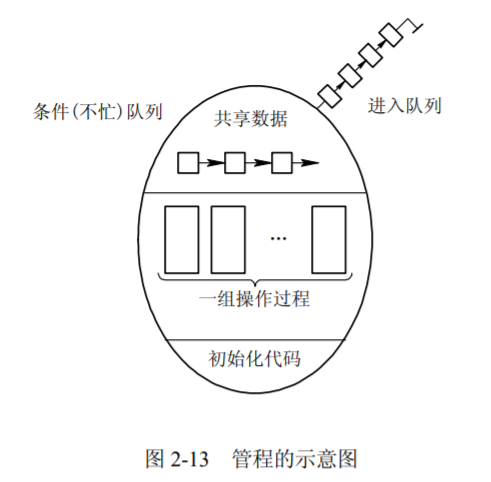 条件(不忙)队列
共享数据
进入队列
...
一组操作过程
初始化代码
图 2-13 管程的示意图